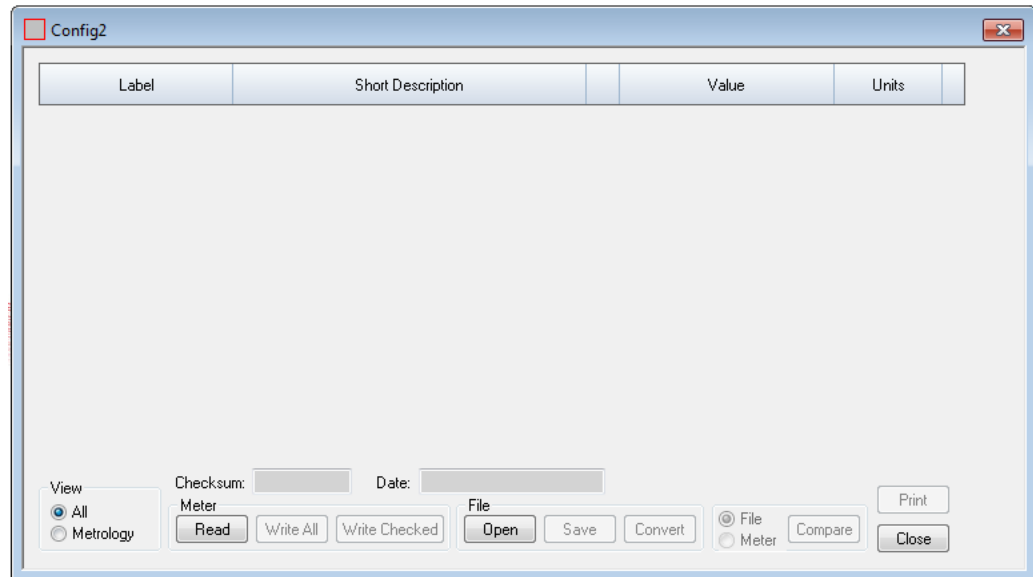 Config2
Label Short Description Value Units
Checksum: Date:
View
All
Metrology
Meter
Read Write All Write Checked
File
Open Save Convert
File
Meter
Compare
Print
Close